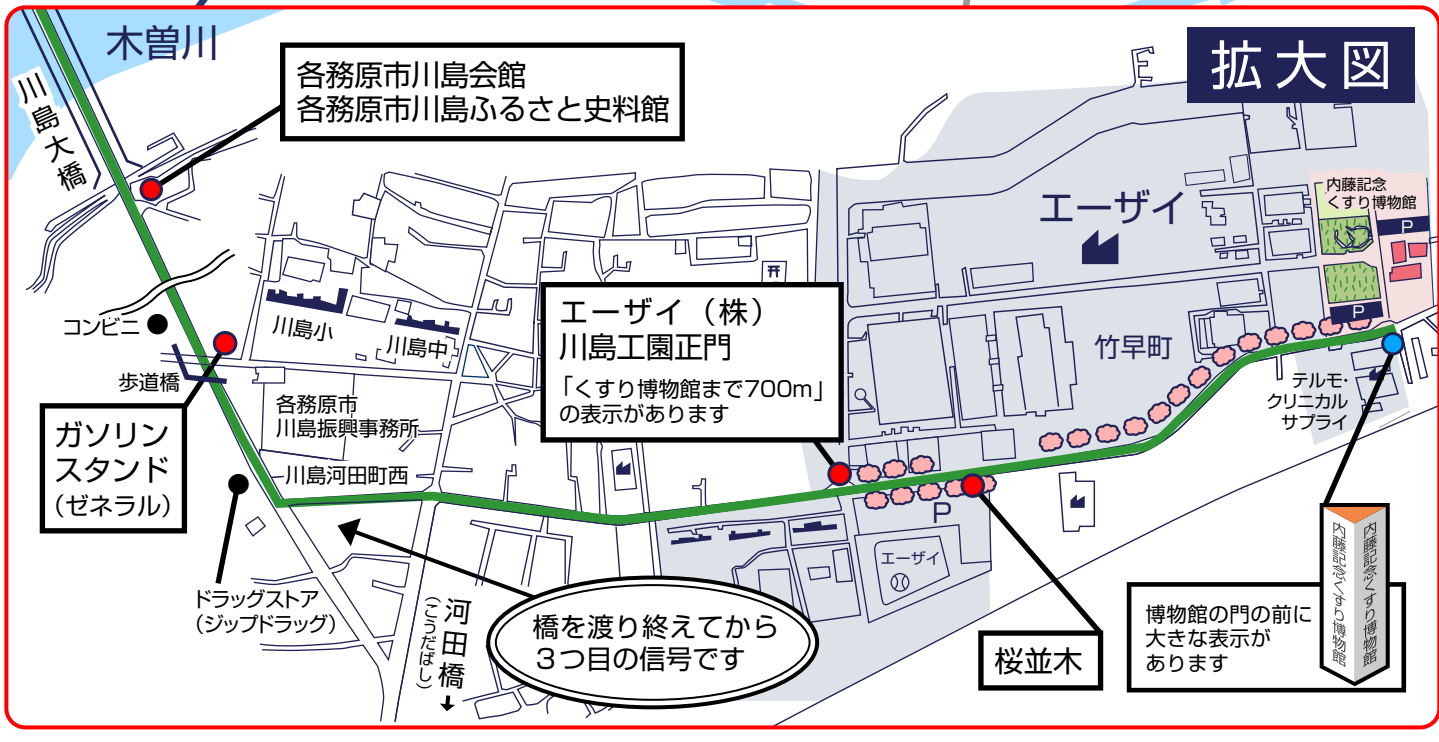 木曽川
川島大橋
各務原市川島会館
各務原市川島ふるさと史料館
拡大図
エーザイ
内藤記念
くすり博物館
P
P
コンビニ
川島小
川島中
歩道橋
各務原市
川島振興事務所
エーザイ（株）
川島工園正門
「くすり博物館まで700m」
の表示があります
竹早町
テルモ・
クリニカル
サプライ
ガソリン
スタンド
（ゼネラル）
川島河田町西
P
エーザイ
ドラッグストア
（ジップドラッグ）
河田橋
（こうだばし）
橋を渡り終えてから
3つ目の信号です
桜並木
博物館の門の前に
大きな表示が
あります
内藤記念くすり博物館
内藤記念くすり博物館